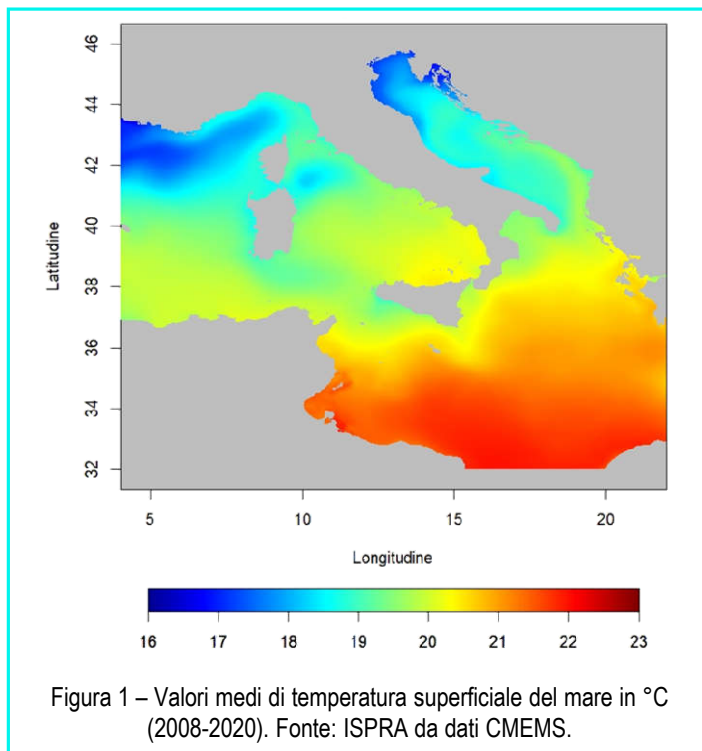 46
44
42
40
38
36
34
32
Latitudine
5 10 15 20
Longitudine
16 17 18 19 20 21 22 23
Figura 1 – Valori medi di temperatura superficiale del mare in °C
(2008-2020). Fonte: ISPRA da dati CMEMS.